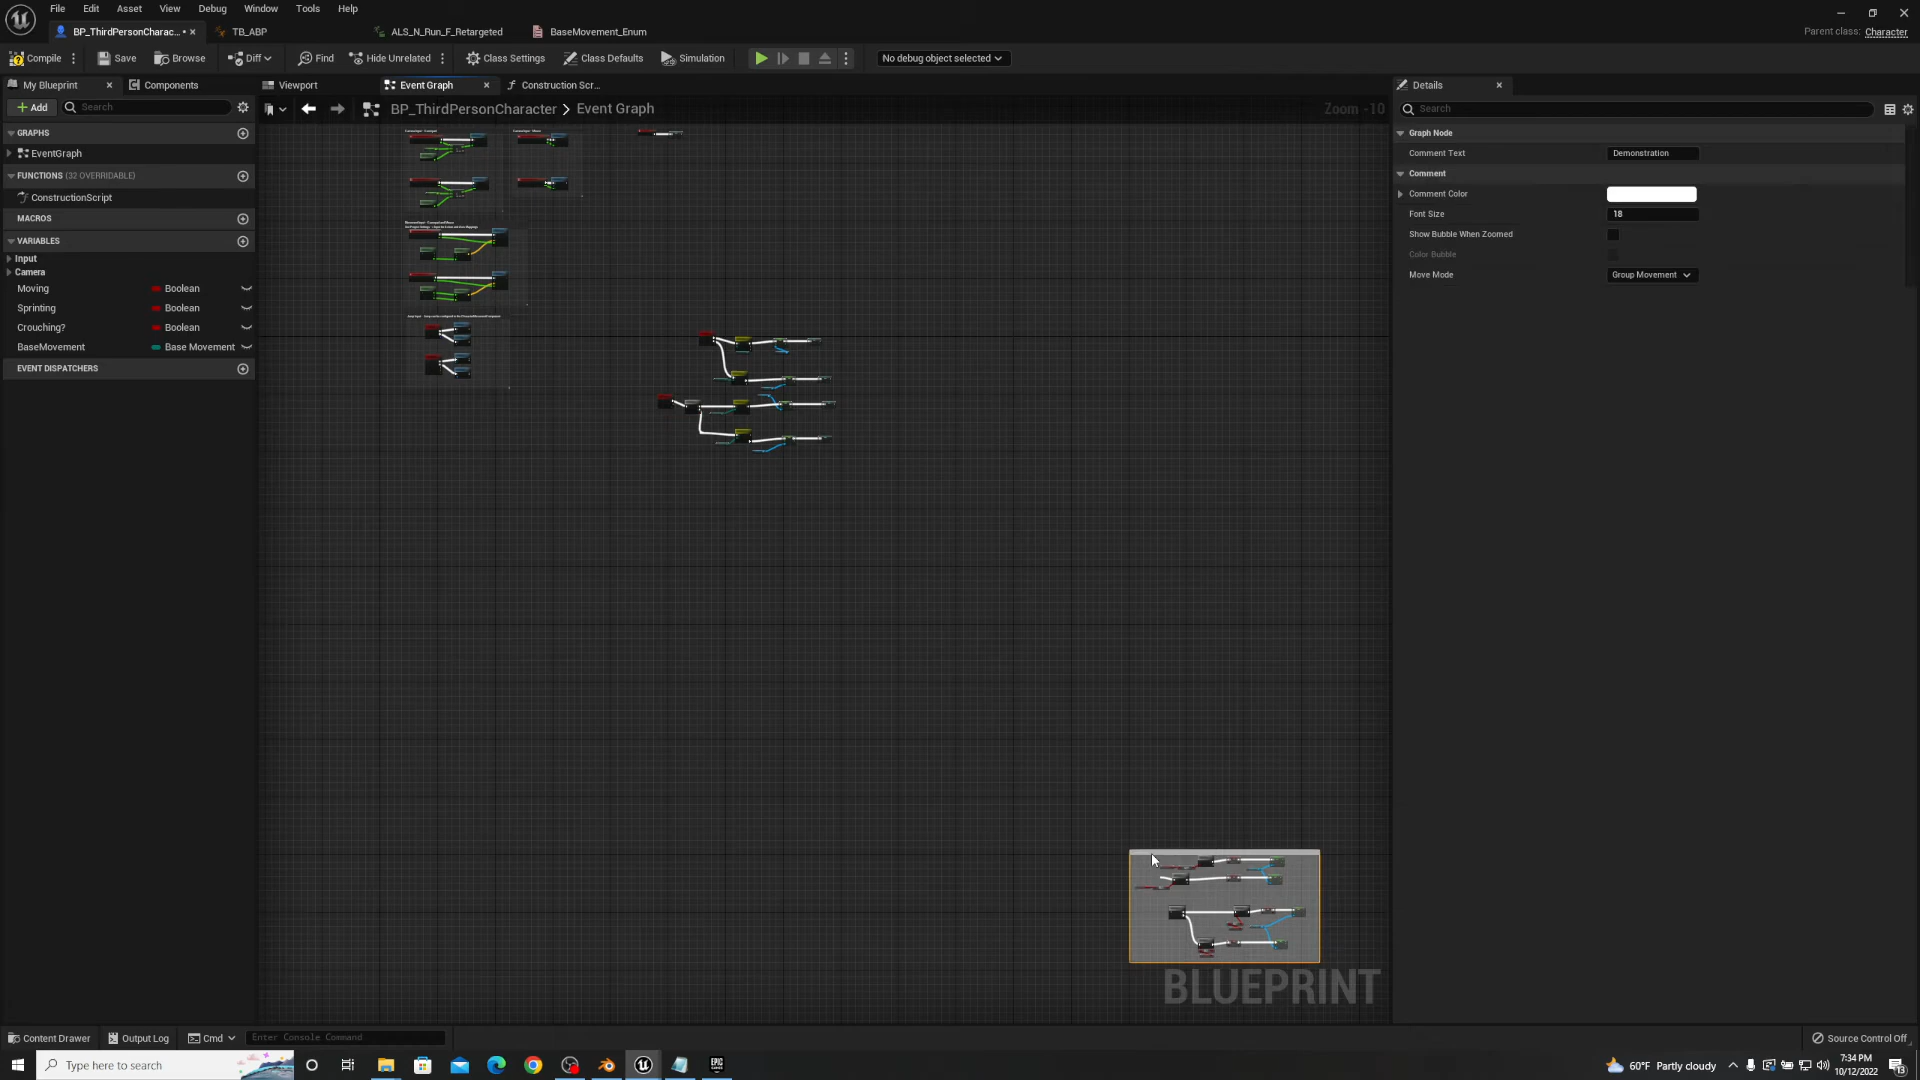 File Edit Asset View Debug Window Tools Help
BP_ThirdPersonCharac... TB_ABP ALS_N_Run_F_Retargeted BaseMovement_Enum
Parent class: Character
Compile Save Browse Diff Find Hide Unrelated Class Settings Class Defaults Simulation No debug object selected
My Blueprint Components Viewport Event Graph Construction Scr... Details
Add Search BP_ThirdPersonCharacter > Event Graph Zoom -10 Search
GRAPHS
EventGraph
FUNCTIONS (32 OVERRIDABLE)
ConstructionScript
MACROS
VARIABLES
Input
Camera
Moving Boolean
Sprinting Boolean
Crouching? Boolean
BaseMovement Base Movement
EVENT DISPATCHERS
Graph Node
Comment Text Demonstration
Comment
Comment Color
Font Size 18
Show Bubble When Zoomed
Color Bubble
Move Mode Group Movement
BLUEPRINT
Content Drawer Output Log Cmd Enter Console Command Source Control Off
Type here to search
60°F Partly cloudy
7:34 PM
10/12/2022